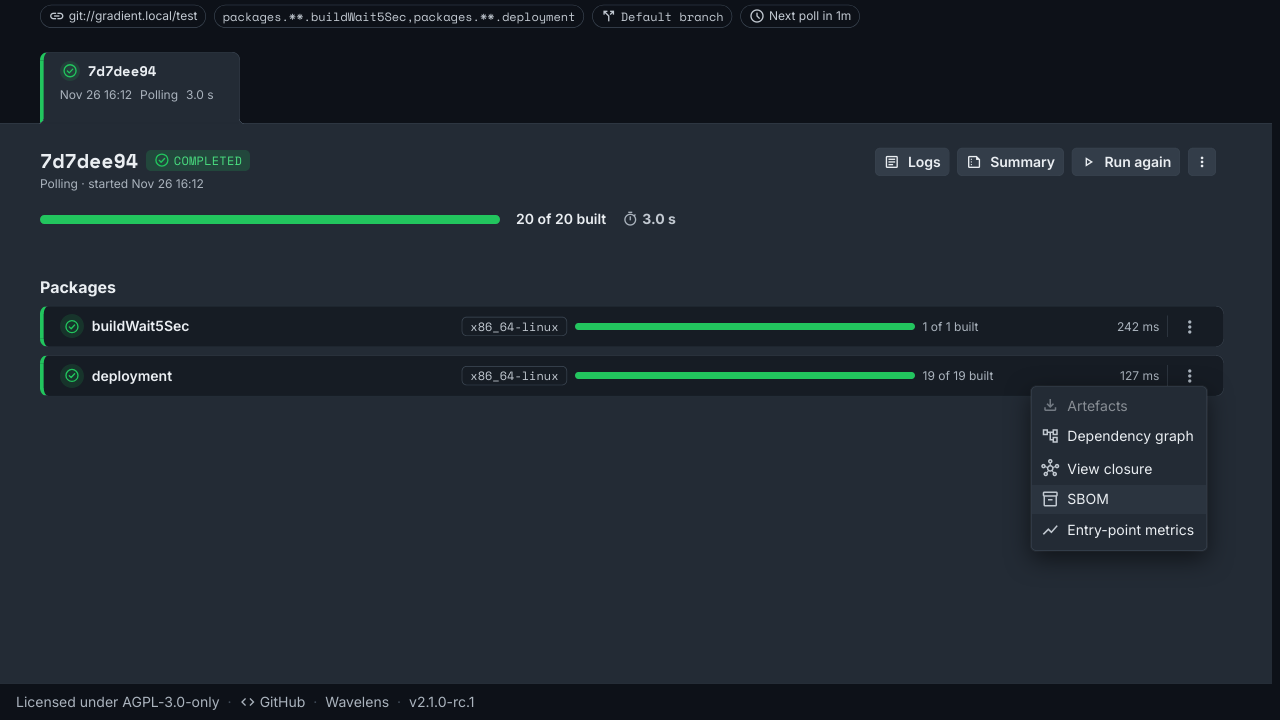 git://gradient.local/test packages.**.buildWait5Sec,packages.**.deployment Default branch Next poll in 1m
7d7dee94
Nov 26 16:12 Polling 3.0 s
7d7dee94 COMPLETED Logs Summary Run again
Polling · started Nov 26 16:12
20 of 20 built 3.0 s
Packages
buildWait5Sec x86_64-linux 1 of 1 built 242 ms
deployment x86_64-linux 19 of 19 built 127 ms
Artefacts
Dependency graph
View closure
SBOM
Entry-point metrics
Licensed under AGPL-3.0-only · GitHub · Wavelens · v2.1.0-rc.1